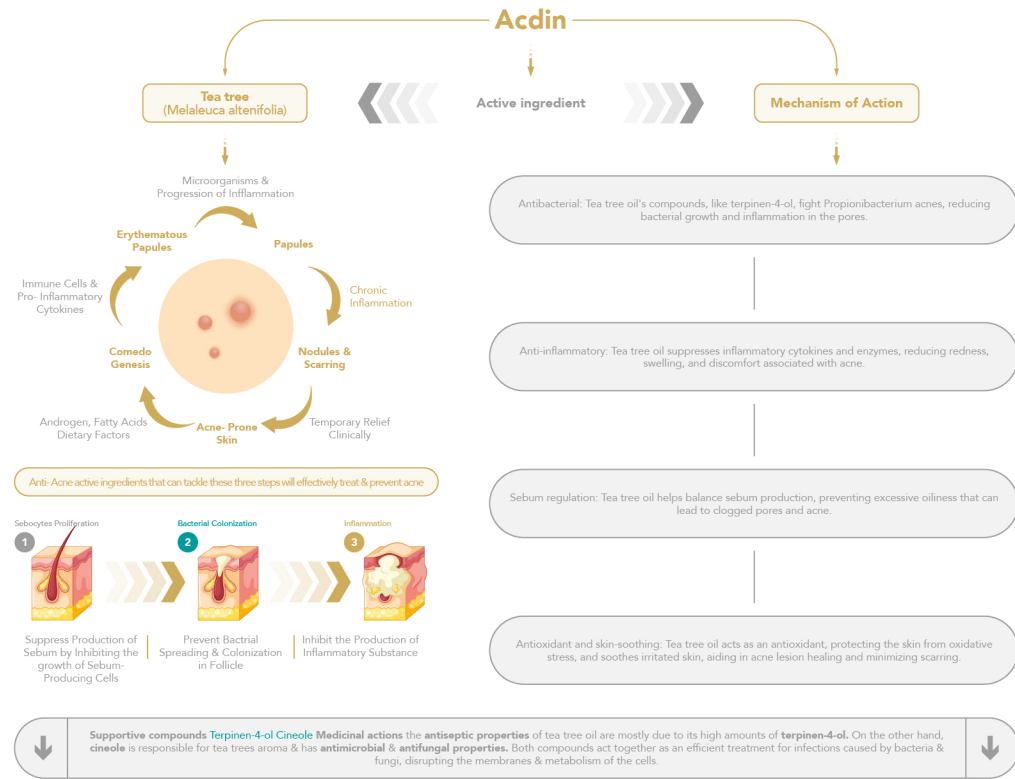 Acdin
Tea tree
(Melaleuca altenifolia)
Active ingredient
Mechanism of Action
Microorganisms &
Progression of Infflammation
Erythematous
Papules
Papules
Immune Cells &
Pro- Inflammatory
Cytokines
Chronic
Inflammation
Comedo
Genesis
Nodules &
Scarring
Androgen, Fatty Acids
Dietary Factors
Acne- Prone
Skin
Temporary Relief
Clinically
Anti- Acne active ingredients that can tackle these three steps will effectively treat & prevent acne
Sebocytes Proliferation
1
Bacterial Colonization
2
Inflammation
3
Suppress Production of
Sebum by Inhibiting the
growth of Sebum-
Producing Cells
Prevent Bactrial
Spreading & Colonization
in Follicle
Inhibit the Production of
Inflammatory Substance
Antibacterial: Tea tree oil's compounds, like terpinen-4-ol, fight Propionibacterium acnes, reducing
bacterial growth and inflammation in the pores.
Anti-inflammatory: Tea tree oil suppresses inflammatory cytokines and enzymes, reducing redness,
swelling, and discomfort associated with acne.
Sebum regulation: Tea tree oil helps balance sebum production, preventing excessive oiliness that can
lead to clogged pores and acne.
Antioxidant and skin-soothing: Tea tree oil acts as an antioxidant, protecting the skin from oxidative
stress, and soothes irritated skin, aiding in acne lesion healing and minimizing scarring.
Supportive compounds Terpinen-4-ol Cineole Medicinal actions the antiseptic properties of tea tree oil are mostly due to its high amounts of terpinen-4-ol. On the other hand,
cineole is responsible for tea trees aroma & has antimicrobial & antifungal properties. Both compounds act together as an efficient treatment for infections caused by bacteria &
fungi, disrupting the membranes & metabolism of the cells.